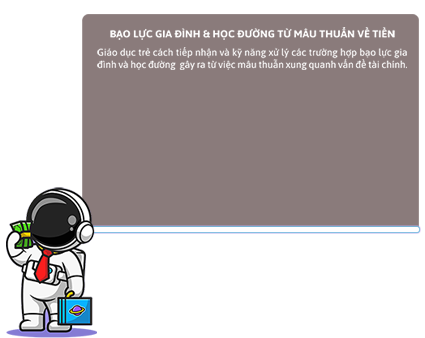 BẠO LỰC GIA ĐÌNH & HỌC ĐƯỜNG TỪ MÂU THUẪN VỀ TIỀN
Giáo dục trẻ cách tiếp nhận và kỹ năng xử lý các trường hợp bạo lực gia
đình và học đường gây ra từ việc mâu thuẫn xung quanh vấn đề tài chính.